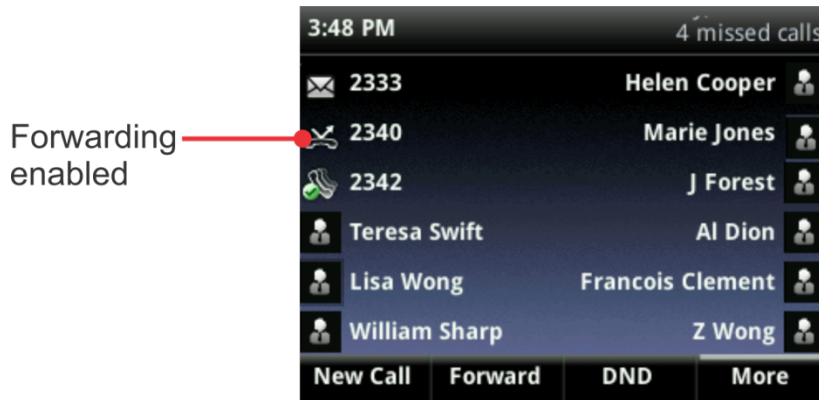 3:48 PM
4 missed calls
2333
Helen Cooper
Forwarding
enabled
2340
Marie Jones
2342
J Forest
Teresa Swift
Al Dion
Lisa Wong
Francois Clement
William Sharp
Z Wong
New Call
Forward
DND
More